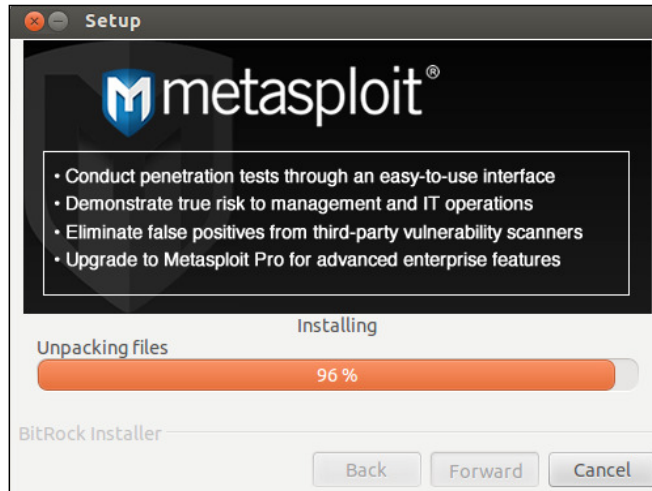 Setup
metasploit®
• Conduct penetration tests through an easy-to-use interface
• Demonstrate true risk to management and IT operations
• Eliminate false positives from third-party vulnerability scanners
• Upgrade to Metasploit Pro for advanced enterprise features
Installing
Unpacking files
96 %
BitRock Installer
Back Forward Cancel